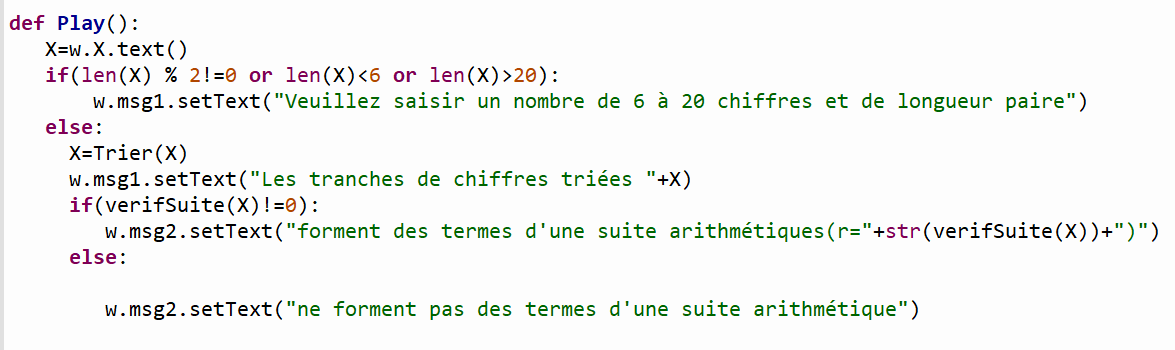 def Play():
   X=w.X.text()
   if(len(X) % 2!=0 or len(X)<6 or len(X)>20):
       w.msg1.setText("Veuillez saisir un nombre de 6 à 20 chiffres et de longueur paire")
   else:
     X=Trier(X)
     w.msg1.setText("Les tranches de chiffres triées "+X)
     if(verifSuite(X)!=0):
        w.msg2.setText("forment des termes d'une suite arithmétiques(r="+str(verifSuite(X))+")")
     else:
        w.msg2.setText("ne forment pas des termes d'une suite arithmétique")